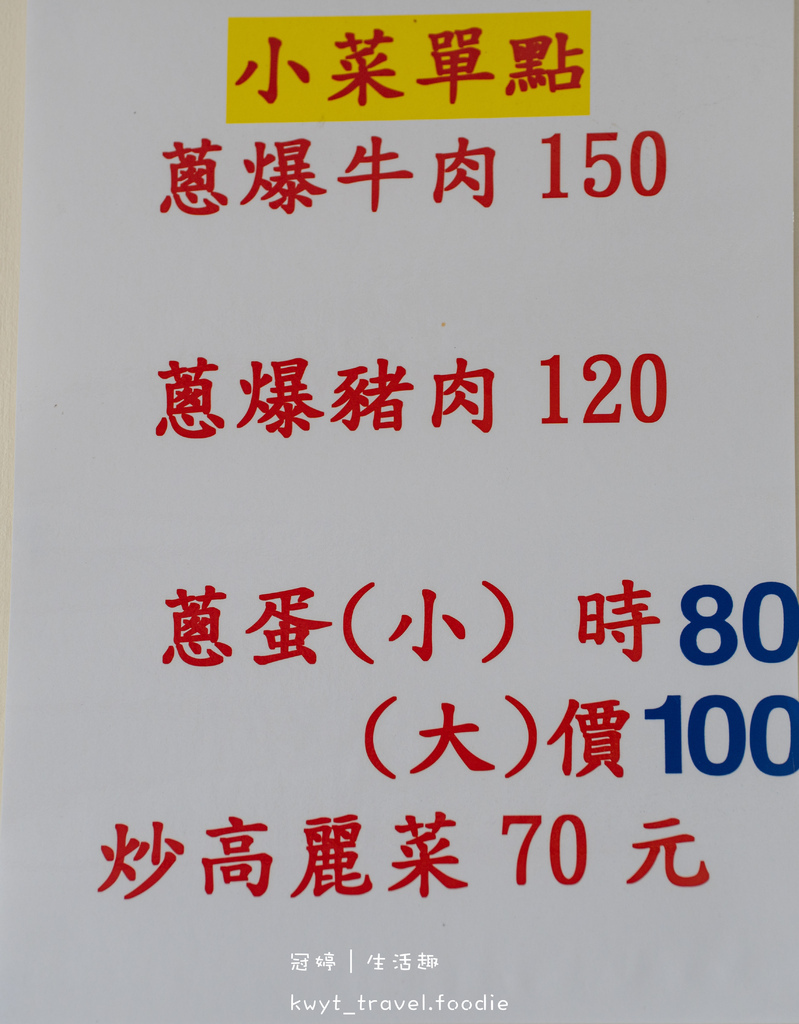 小菜單點
蔥爆牛肉 150
蔥爆豬肉 120
蔥蛋(小) 時80
(大)價100
炒高麗菜 70 元
冠婷｜生活趣
kwyt_travel.foodie